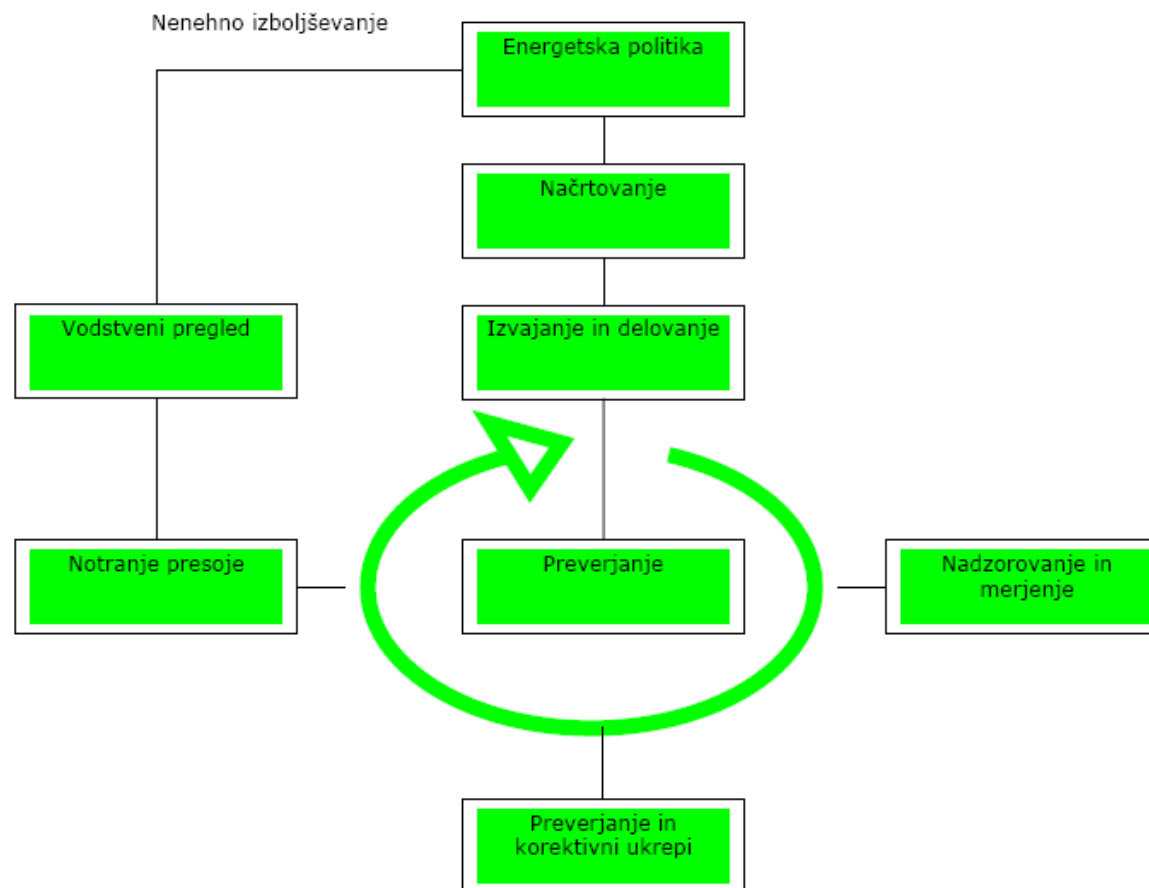 Nenehno izboljševanje
Energetska politika
Načrtovanje
Vodstveni pregled
Izvajanje in delovanje
Notranje presoje
Preverjanje
Nadzorovanje in
merjenje
Preverjanje in
korektivni ukrepi